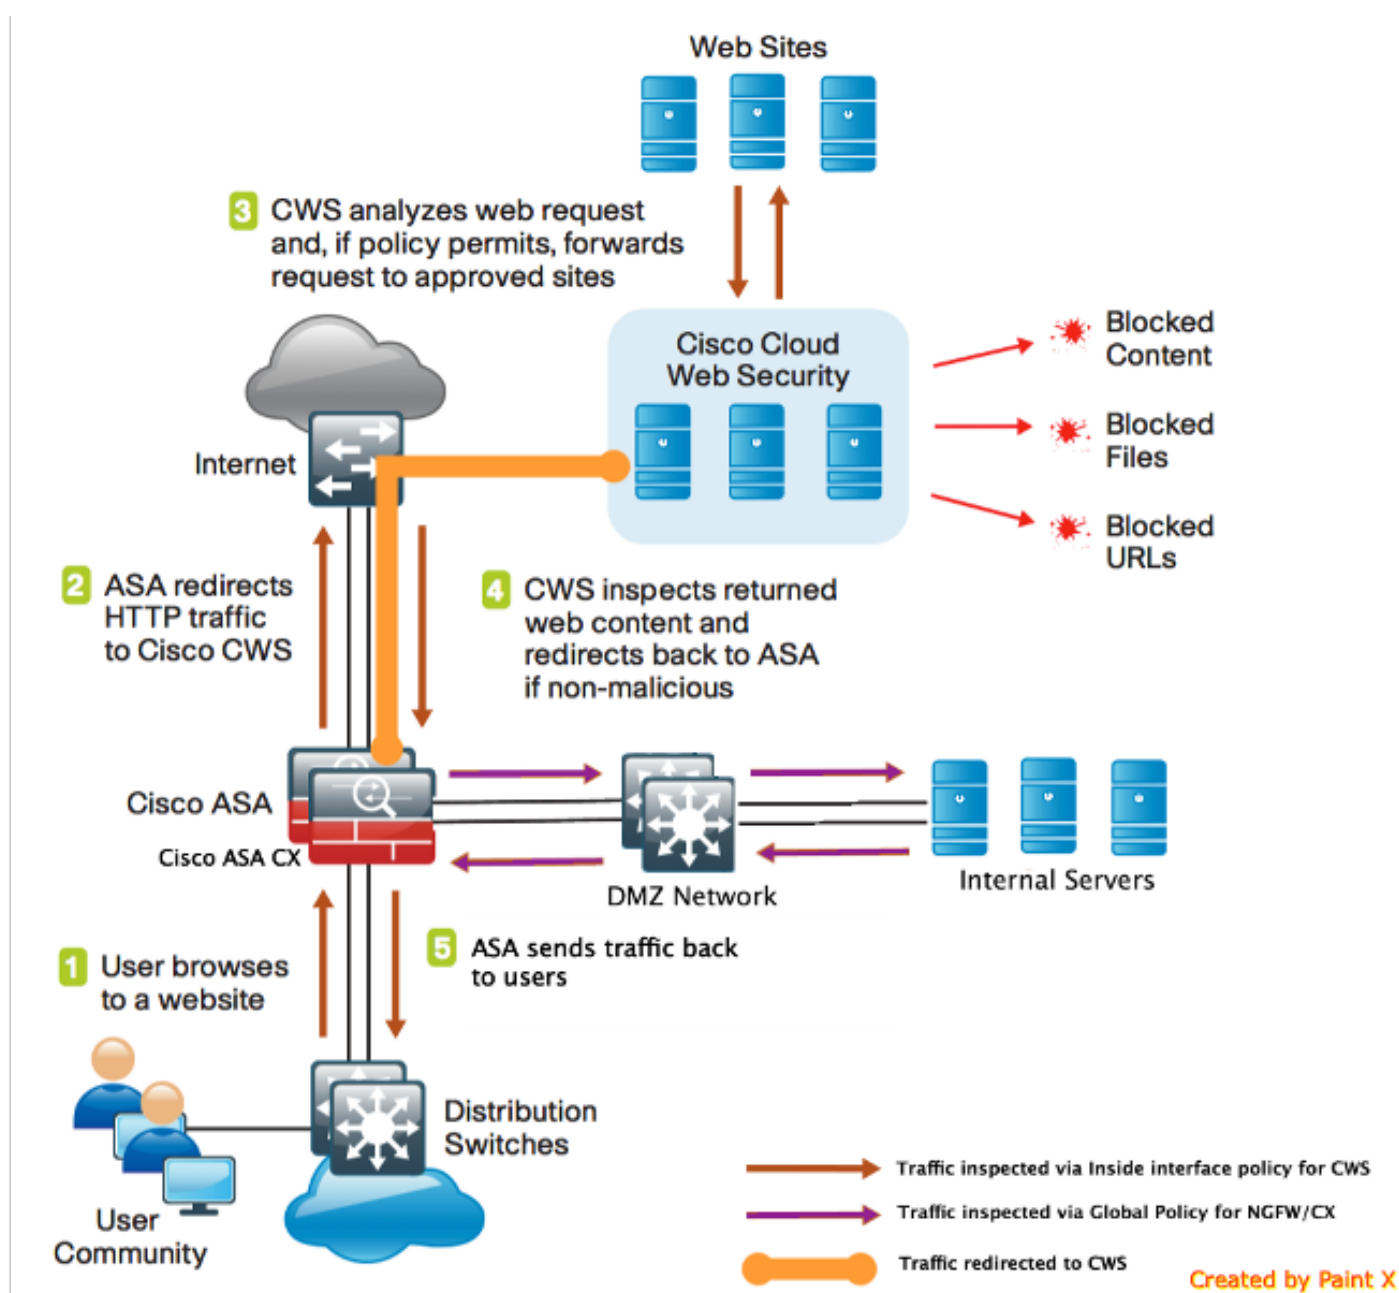 Web Sites
3 CWS analyzes web request
and, if policy permits, forwards
request to approved sites
Cisco Cloud
Web Security
Blocked
Content
Blocked
Files
Blocked
URLs
Internet
2 ASA redirects
HTTP traffic
to Cisco CWS
4 CWS inspects returned
web content and
redirects back to ASA
if non-malicious
Cisco ASA
Cisco ASA CX
DMZ Network
Internal Servers
1 User browses
to a website
5 ASA sends traffic back
to users
Distribution
Switches
User
Community
Traffic inspected via Inside interface policy for CWS
Traffic inspected via Global Policy for NGFW/CX
Traffic redirected to CWS
Created by Paint X